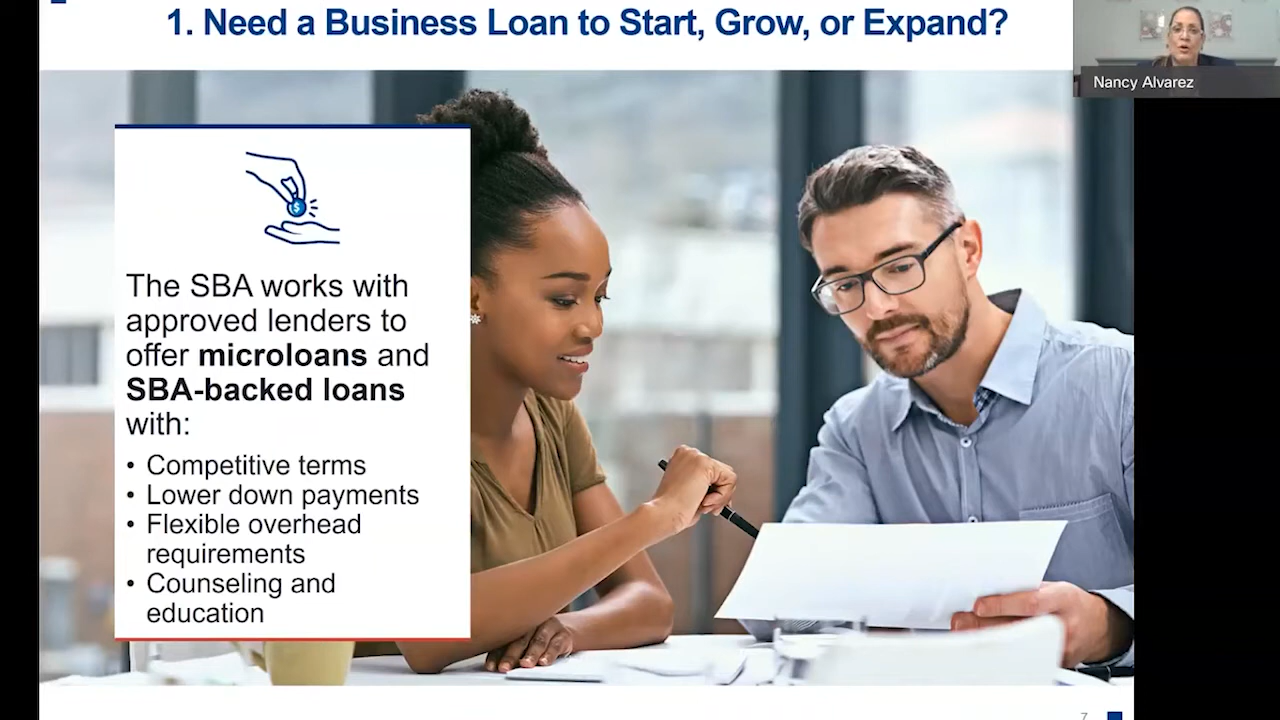 1. Need a Business Loan to Start, Grow, or Expand?
Nancy Alvarez
$
The SBA works with
approved lenders to
offer microloans and
SBA-backed loans
with:
• Competitive terms
• Lower down payments
• Flexible overhead
requirements
• Counseling and
education
7